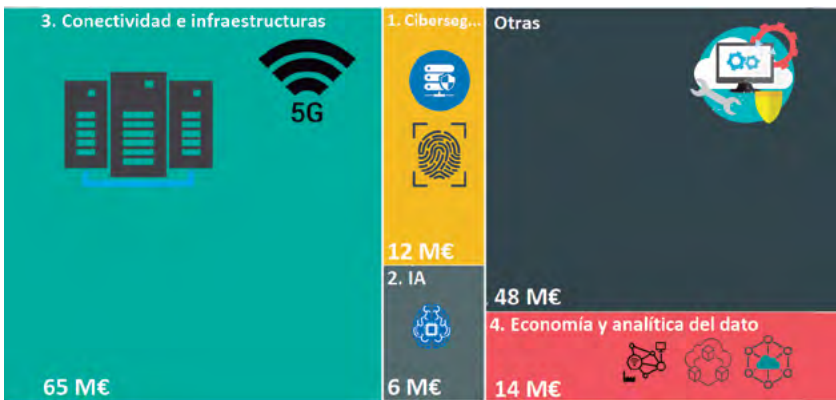 3. Conectividad e infraestructuras
5G
65 M€
1. Ciberseg...
12 M€
2. IA
6 M€
Otras
48 M€
4. Economía y analítica del dato
14 M€